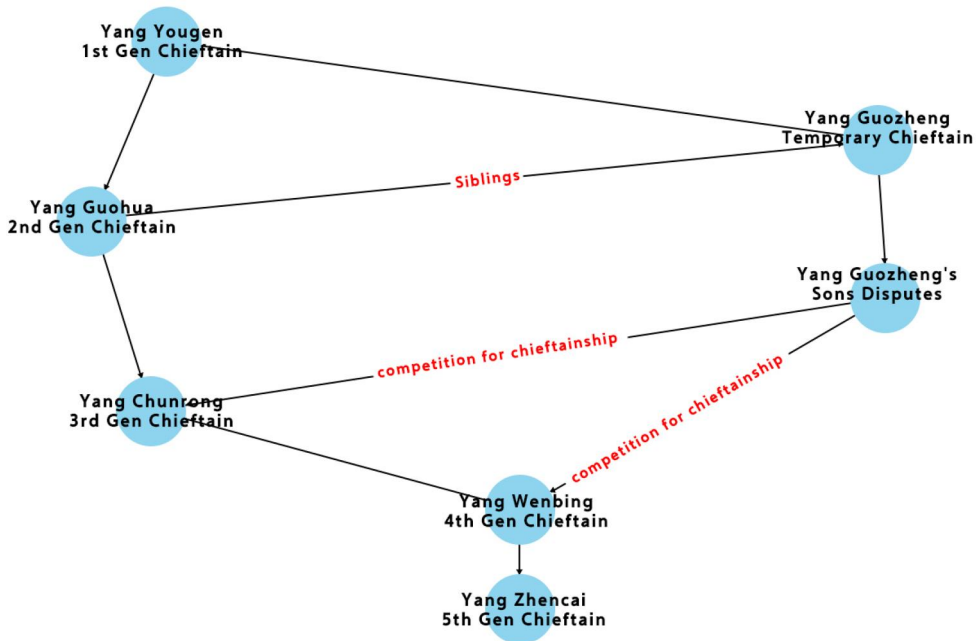 Yang Yougen
1st Gen Chieftain
Yang Guozheng
Temporary Chieftain
Siblings
Yang Guohua
2nd Gen Chieftain
Yang Guozheng's
Sons Disputes
competition for chieftainship
competition for chieftainship
Yang Chunrong
3rd Gen Chieftain
Yang Wenbing
4th Gen Chieftain
Yang Zhencai
5th Gen Chieftain